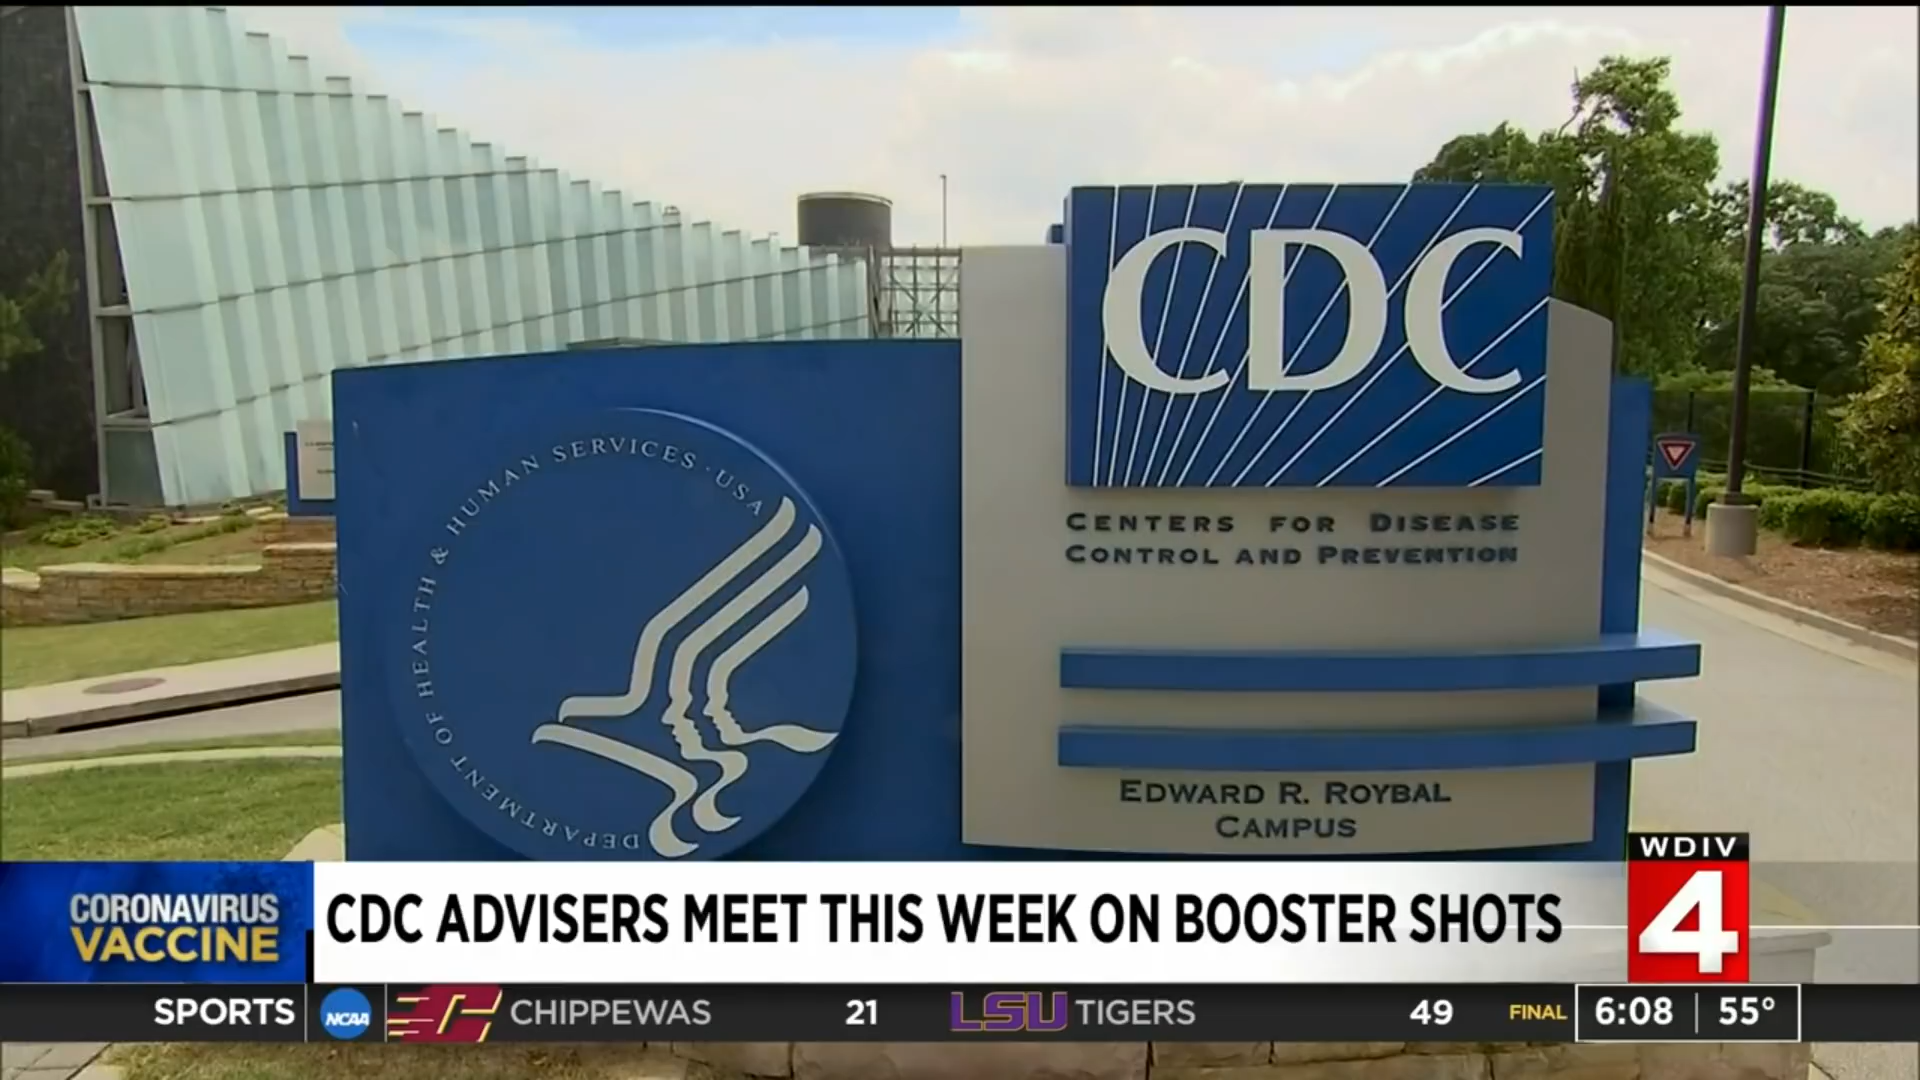 CDC
CENTERS FOR DISEASE
CONTROL AND PREVENTION
DEPARTMENT OF HEALTH & HUMAN SERVICES · USA
EDWARD R. ROYBAL
CAMPUS
WDIV
4
CORONAVIRUS
VACCINE
CDC ADVISERS MEET THIS WEEK ON BOOSTER SHOTS
SPORTS NCAA C CHIPPEWAS 21 LSU TIGERS 49 FINAL 6:08 55°